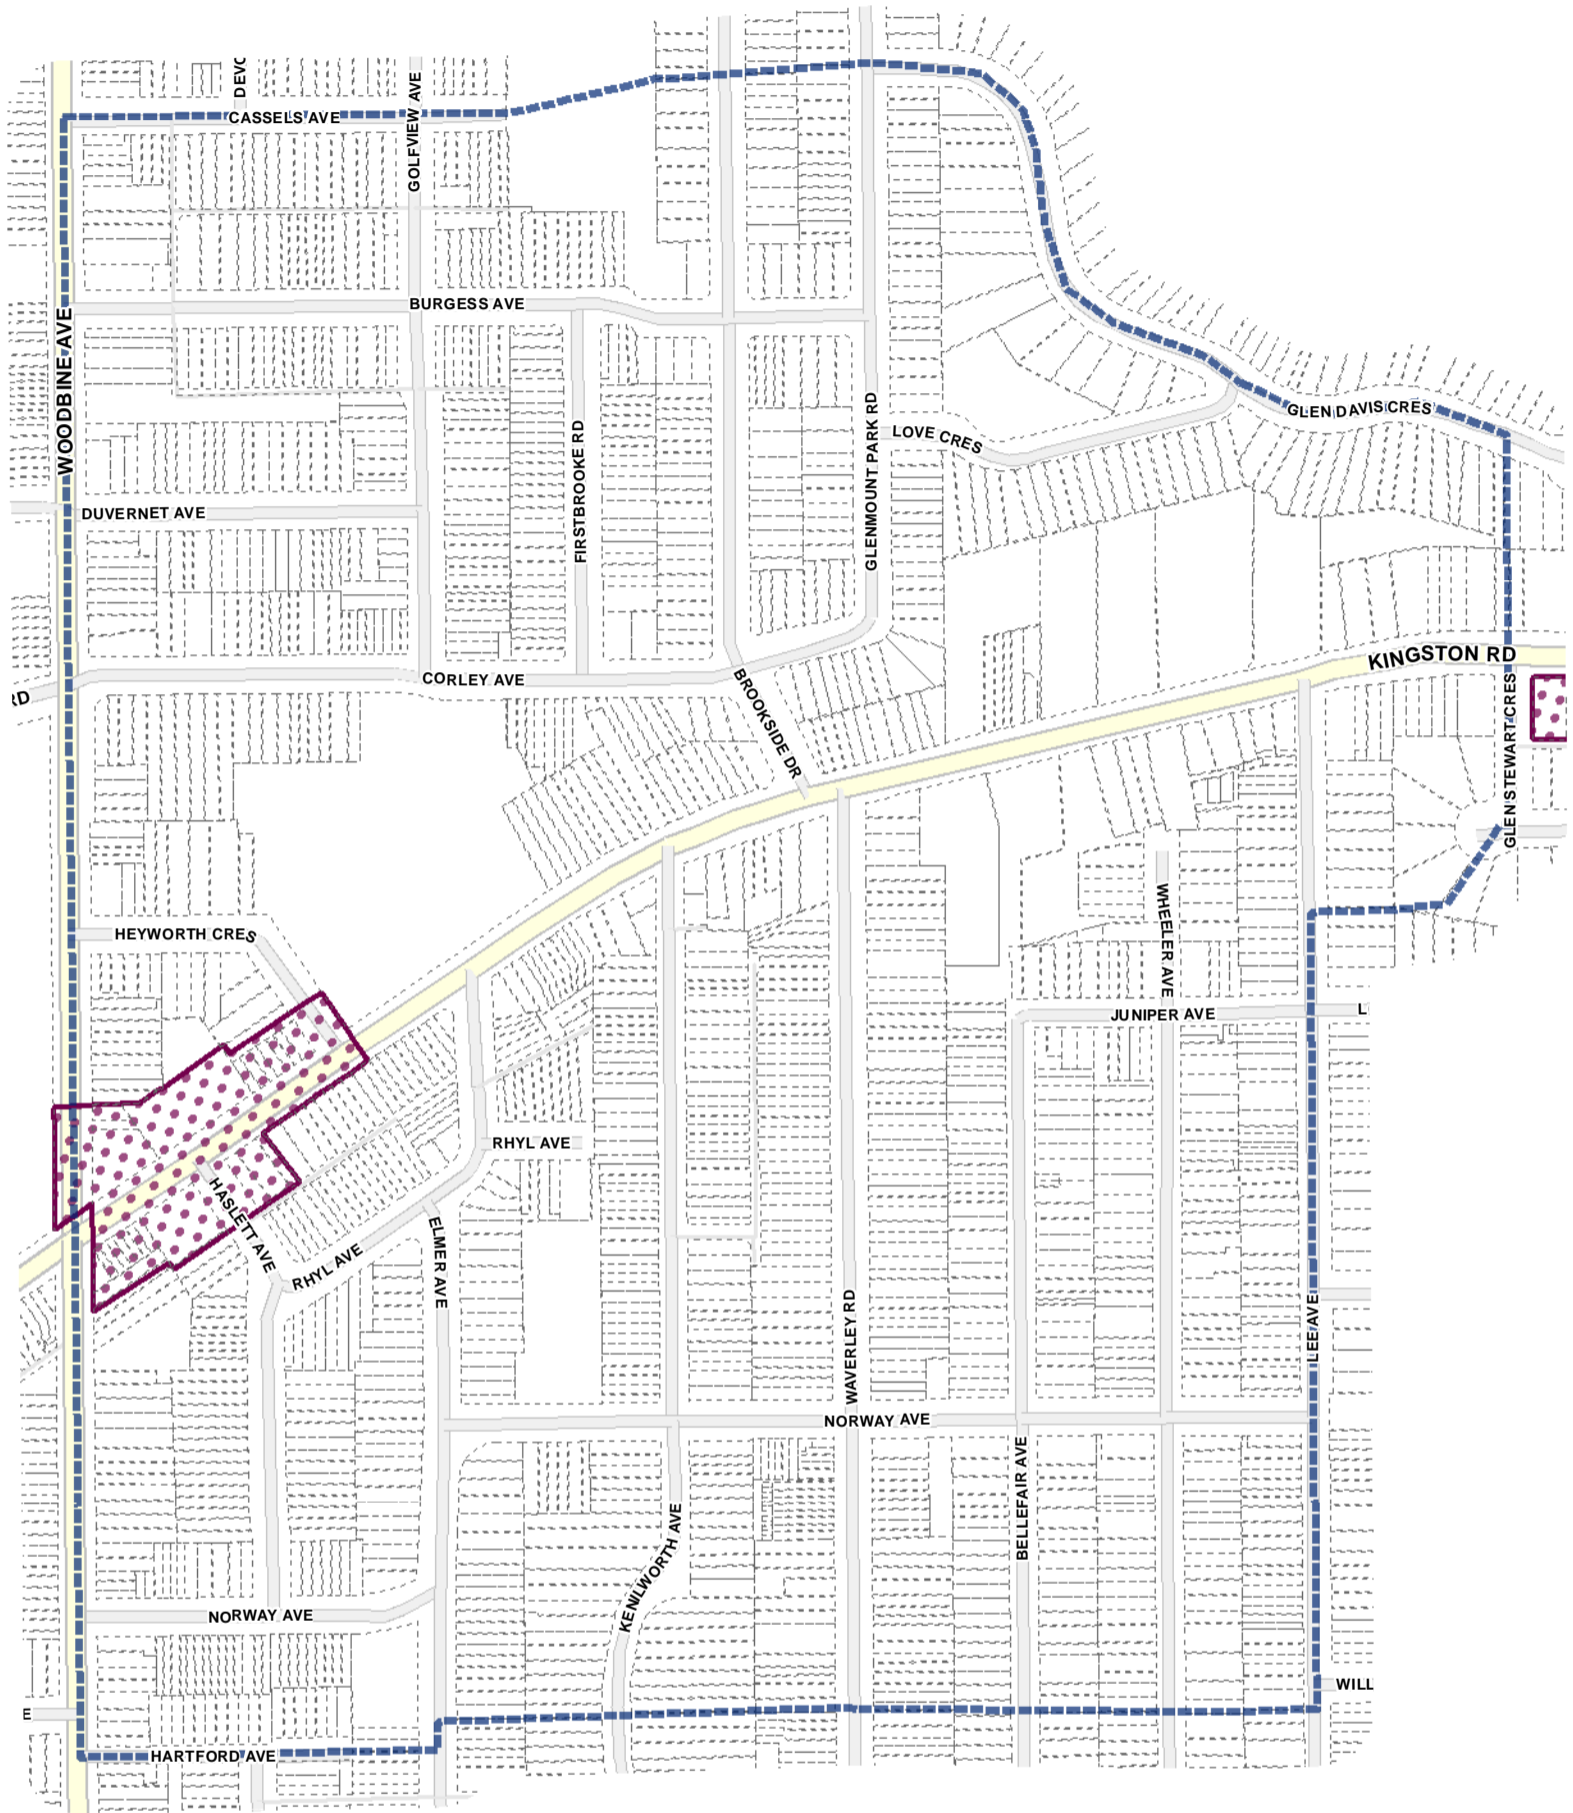 DEVO
GOLFVIEW AVE
CASSELS AVE
BURGESS AVE
WOODBINE AVE
FIRSTBROOKE RD
GLENMOUNT PARK RD
LOVE CRES
GLEN DAVIS CRES
DUVERNET AVE
KINGSTON RD
CORLEY AVE
RD
BROOKSIDE DR
GLEN STEWART CRES
WHEELER AVE
HEYWORTH CRES
JUNIPER AVE
L
RHYL AVE
HASLETT AVE
RHYL AVE
ELMER AVE
WAVERLEY RD
LEE AVE
NORWAY AVE
BELLEFAIR AVE
KENILWORTH AVE
NORWAY AVE
WILL
E
HARTFORD AVE